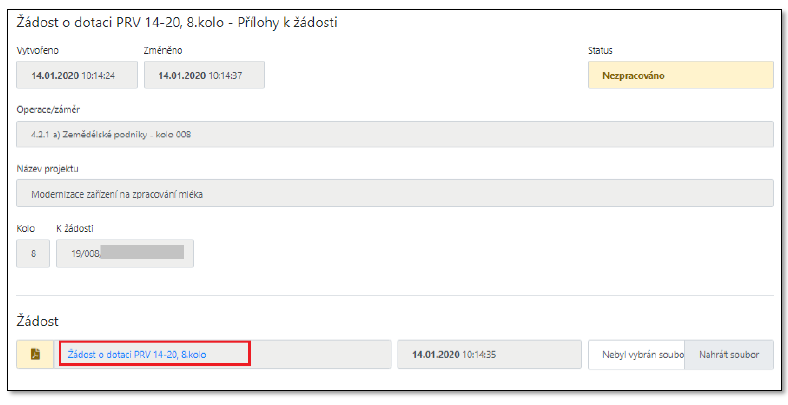 Žádost o dotaci PRV 14-20, 8.kolo - Přílohy k žádosti
Vytvořeno Změněno Status
14.01.2020 10:14:24 14.01.2020 10:14:37 Nezpracováno
Operace/záměr
4.2.1 a) Zemědělské podniky - kolo 008
Název projektu
Modernizace zařízení na zpracování mléka
Kolo K žádosti
8 19/008
Žádost
Žádost o dotaci PRV 14-20, 8.kolo 14.01.2020 10:14:35 Nebyl vybrán soubo Nahrát soubor